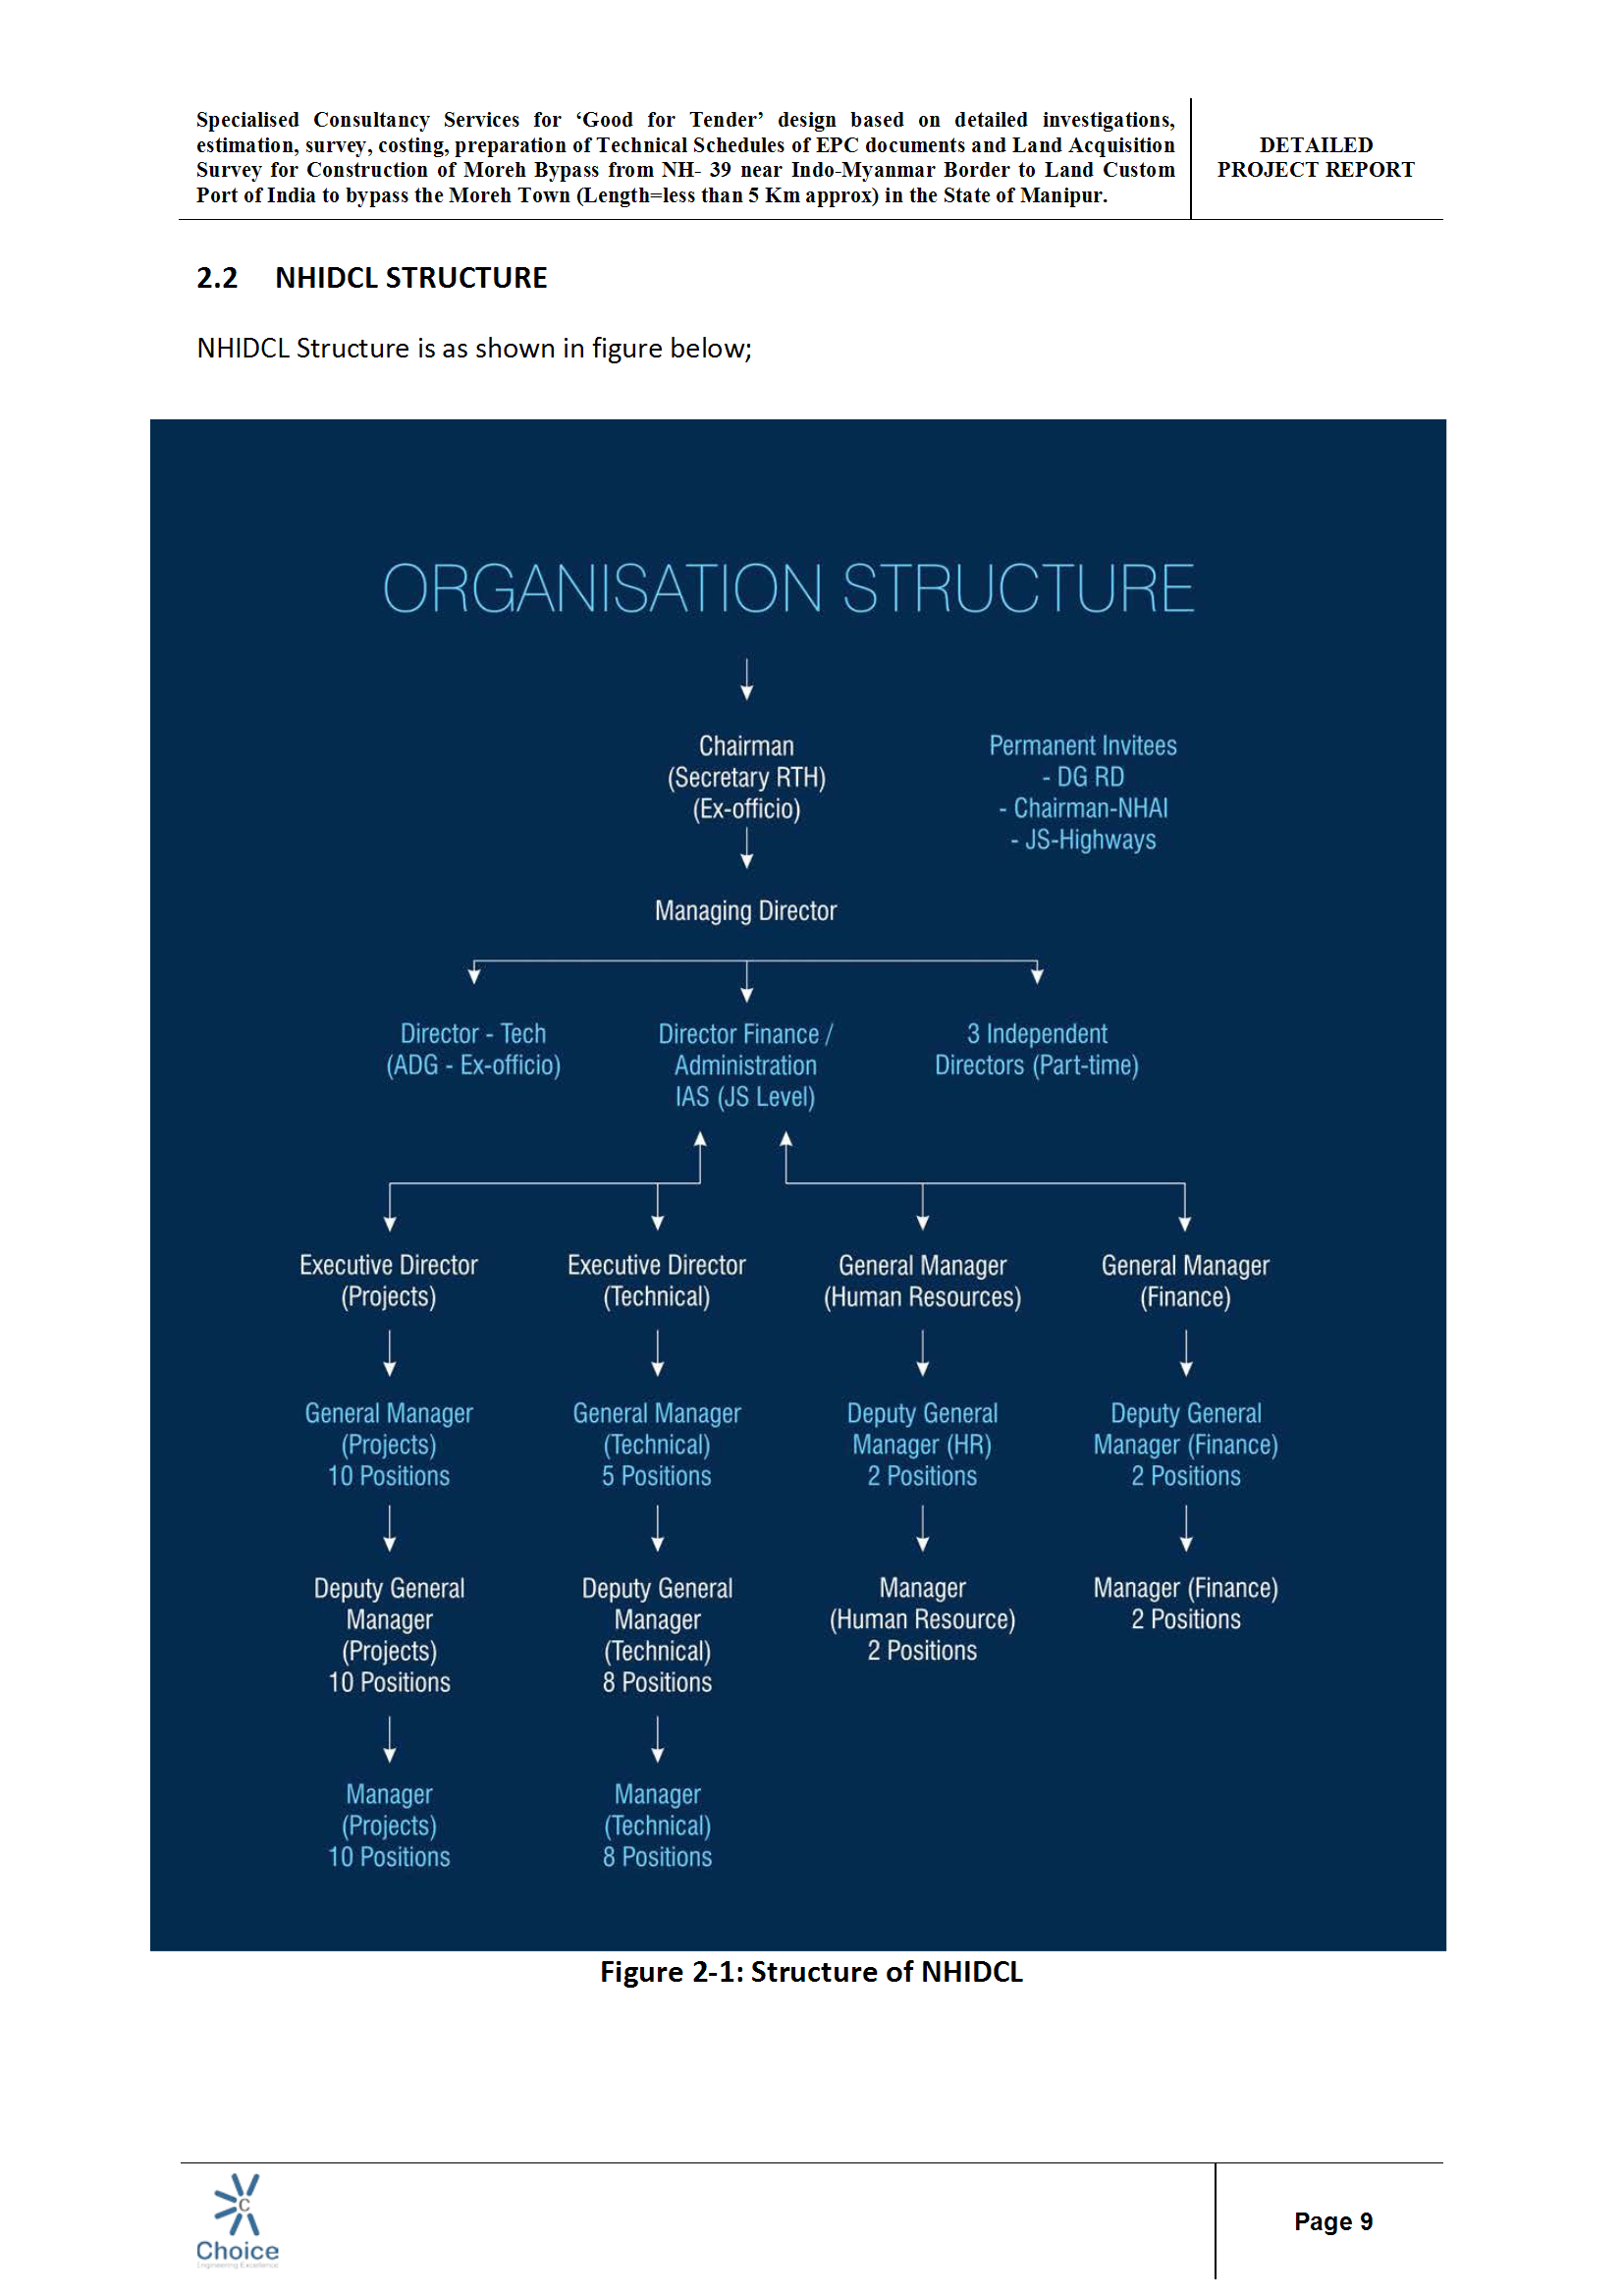 Specialised Consultancy Services for ‘Good for Tender’ design based on detailed investigations,
estimation, survey, costing, preparation of Technical Schedules of EPC documents and Land Acquisition
Survey for Construction of Moreh Bypass from NH- 39 near Indo-Myanmar Border to Land Custom
Port of India to bypass the Moreh Town (Length=less than 5 Km approx) in the State of Manipur.
DETAILED
PROJECT REPORT
2.2 NHIDCL STRUCTURE
NHIDCL Structure is as shown in figure below;
ORGANISATION STRUCTURE
Chairman
(Secretary RTH)
(Ex-officio)
Permanent Invitees
- DG RD
- Chairman-NHAI
- JS-Highways
Managing Director
Director - Tech
(ADG - Ex-officio)
Director Finance /
Administration
IAS (JS Level)
3 Independent
Directors (Part-time)
Executive Director
(Projects)
Executive Director
(Technical)
General Manager
(Human Resources)
General Manager
(Finance)
General Manager
(Projects)
10 Positions
General Manager
(Technical)
5 Positions
Deputy General
Manager (HR)
2 Positions
Deputy General
Manager (Finance)
2 Positions
Deputy General
Manager
(Projects)
10 Positions
Deputy General
Manager
(Technical)
8 Positions
Manager
(Human Resource)
2 Positions
Manager (Finance)
2 Positions
Manager
(Projects)
10 Positions
Manager
(Technical)
8 Positions
Figure 2-1: Structure of NHIDCL
C
Choice
Engineering Excellence
Page 9